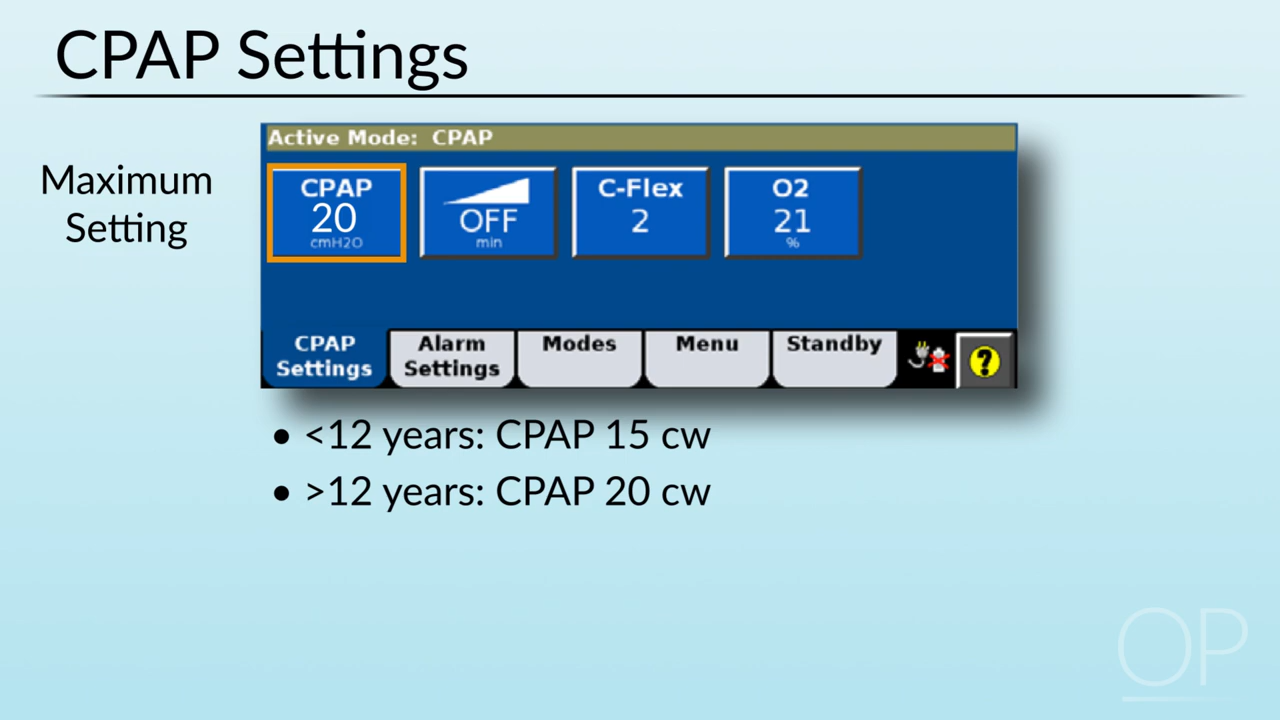 CPAP Settings
Maximum
Setting
Active Mode: CPAP
CPAP
20
cmH2O
OFF
min
C-Flex
2
O2
21
%
CPAP
Settings
Alarm
Settings
Modes
Menu
Standby
?
• <12 years: CPAP 15 cw
• >12 years: CPAP 20 cw
OP